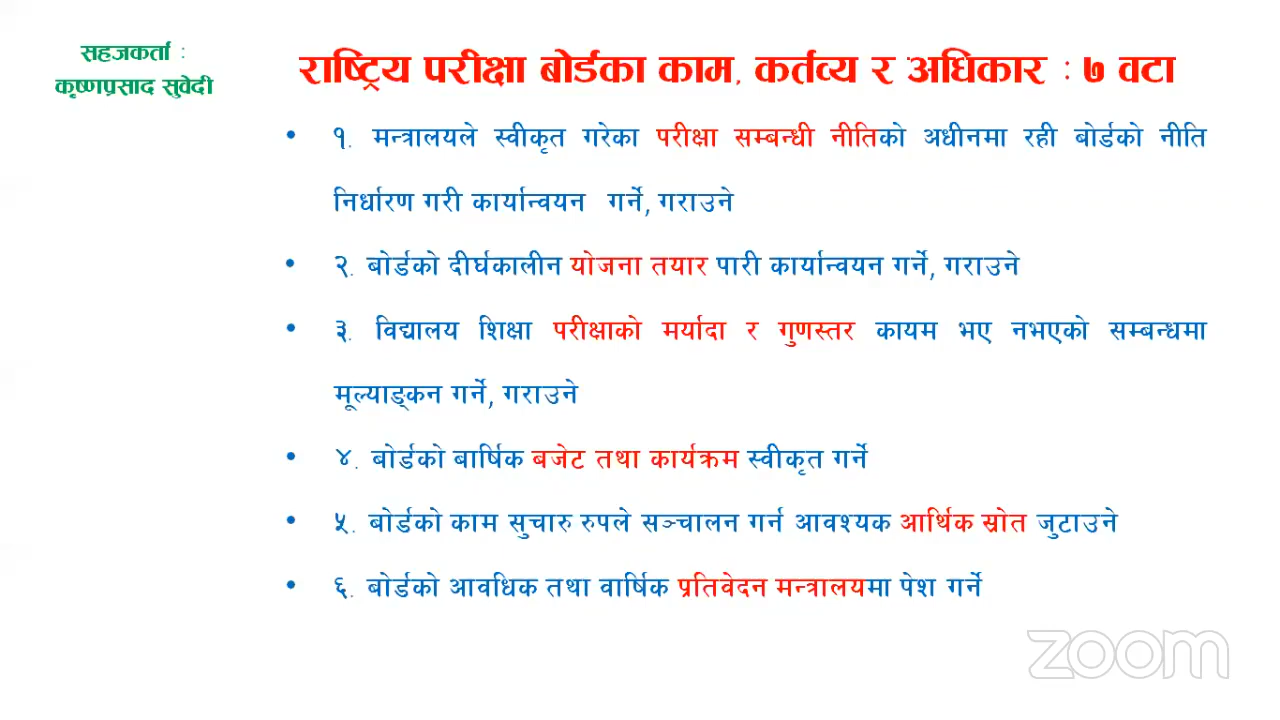 सहजकर्ता :
कृष्णप्रसाद सुवेदी
राष्ट्रिय परीक्षा बोर्डका काम, कर्तव्य र अधिकार : ७ वटा
• १. मन्त्रालयले स्वीकृत गरेका परीक्षा सम्बन्धी नीतिको अधीनमा रही बोर्डको नीति
निर्धारण गरी कार्यान्वयन गर्ने, गराउने
• २. बोर्डको दीर्घकालीन योजना तयार पारी कार्यान्वयन गर्ने, गराउने
• ३. विद्यालय शिक्षा परीक्षाको मर्यादा र गुणस्तर कायम भए नभएको सम्बन्धमा
मूल्याङ्कन गर्ने, गराउने
• ४. बोर्डको बार्षिक बजेट तथा कार्यक्रम स्वीकृत गर्ने
• ५. बोर्डको काम सुचारु रुपले सञ्चालन गर्न आवश्यक आर्थिक स्रोत जुटाउने
• ६. बोर्डको आवधिक तथा वार्षिक प्रतिवेदन मन्त्रालयमा पेश गर्ने
zoom